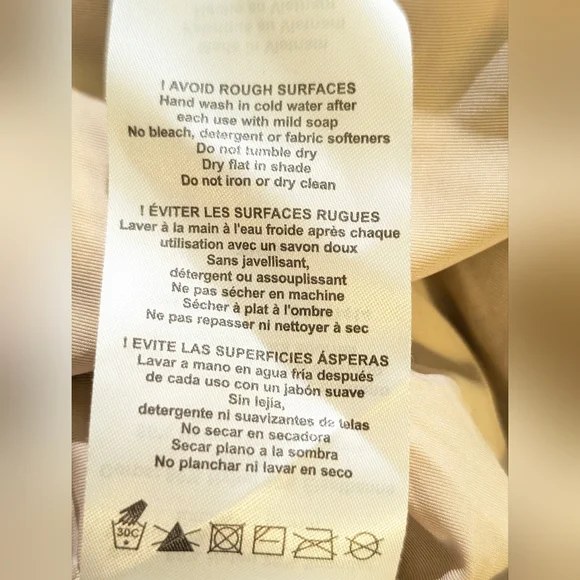 ! AVOID ROUGH SURFACES
Hand wash in cold water after
each use with mild soap
No bleach, detergent or fabric softeners
Do not tumble dry
Dry flat in shade
Do not iron or dry clean
! ÉVITER LES SURFACES RUGUES
Laver à la main à l'eau froide après chaque
utilisation avec un savon doux
Sans javellisant,
détergent ou assouplissant
Ne pas sécher en machine
Sécher à plat à l'ombre
Ne pas repasser ni nettoyer à sec
! EVITE LAS SUPERFICIES ÁSPERAS
Lavar a mano en agua fría después
de cada uso con un jabón suave
Sin lejía,
detergente ni suavizantes de telas
No secar en secadora
Secar plano a la sombra
No planchar ni lavar en seco
30C